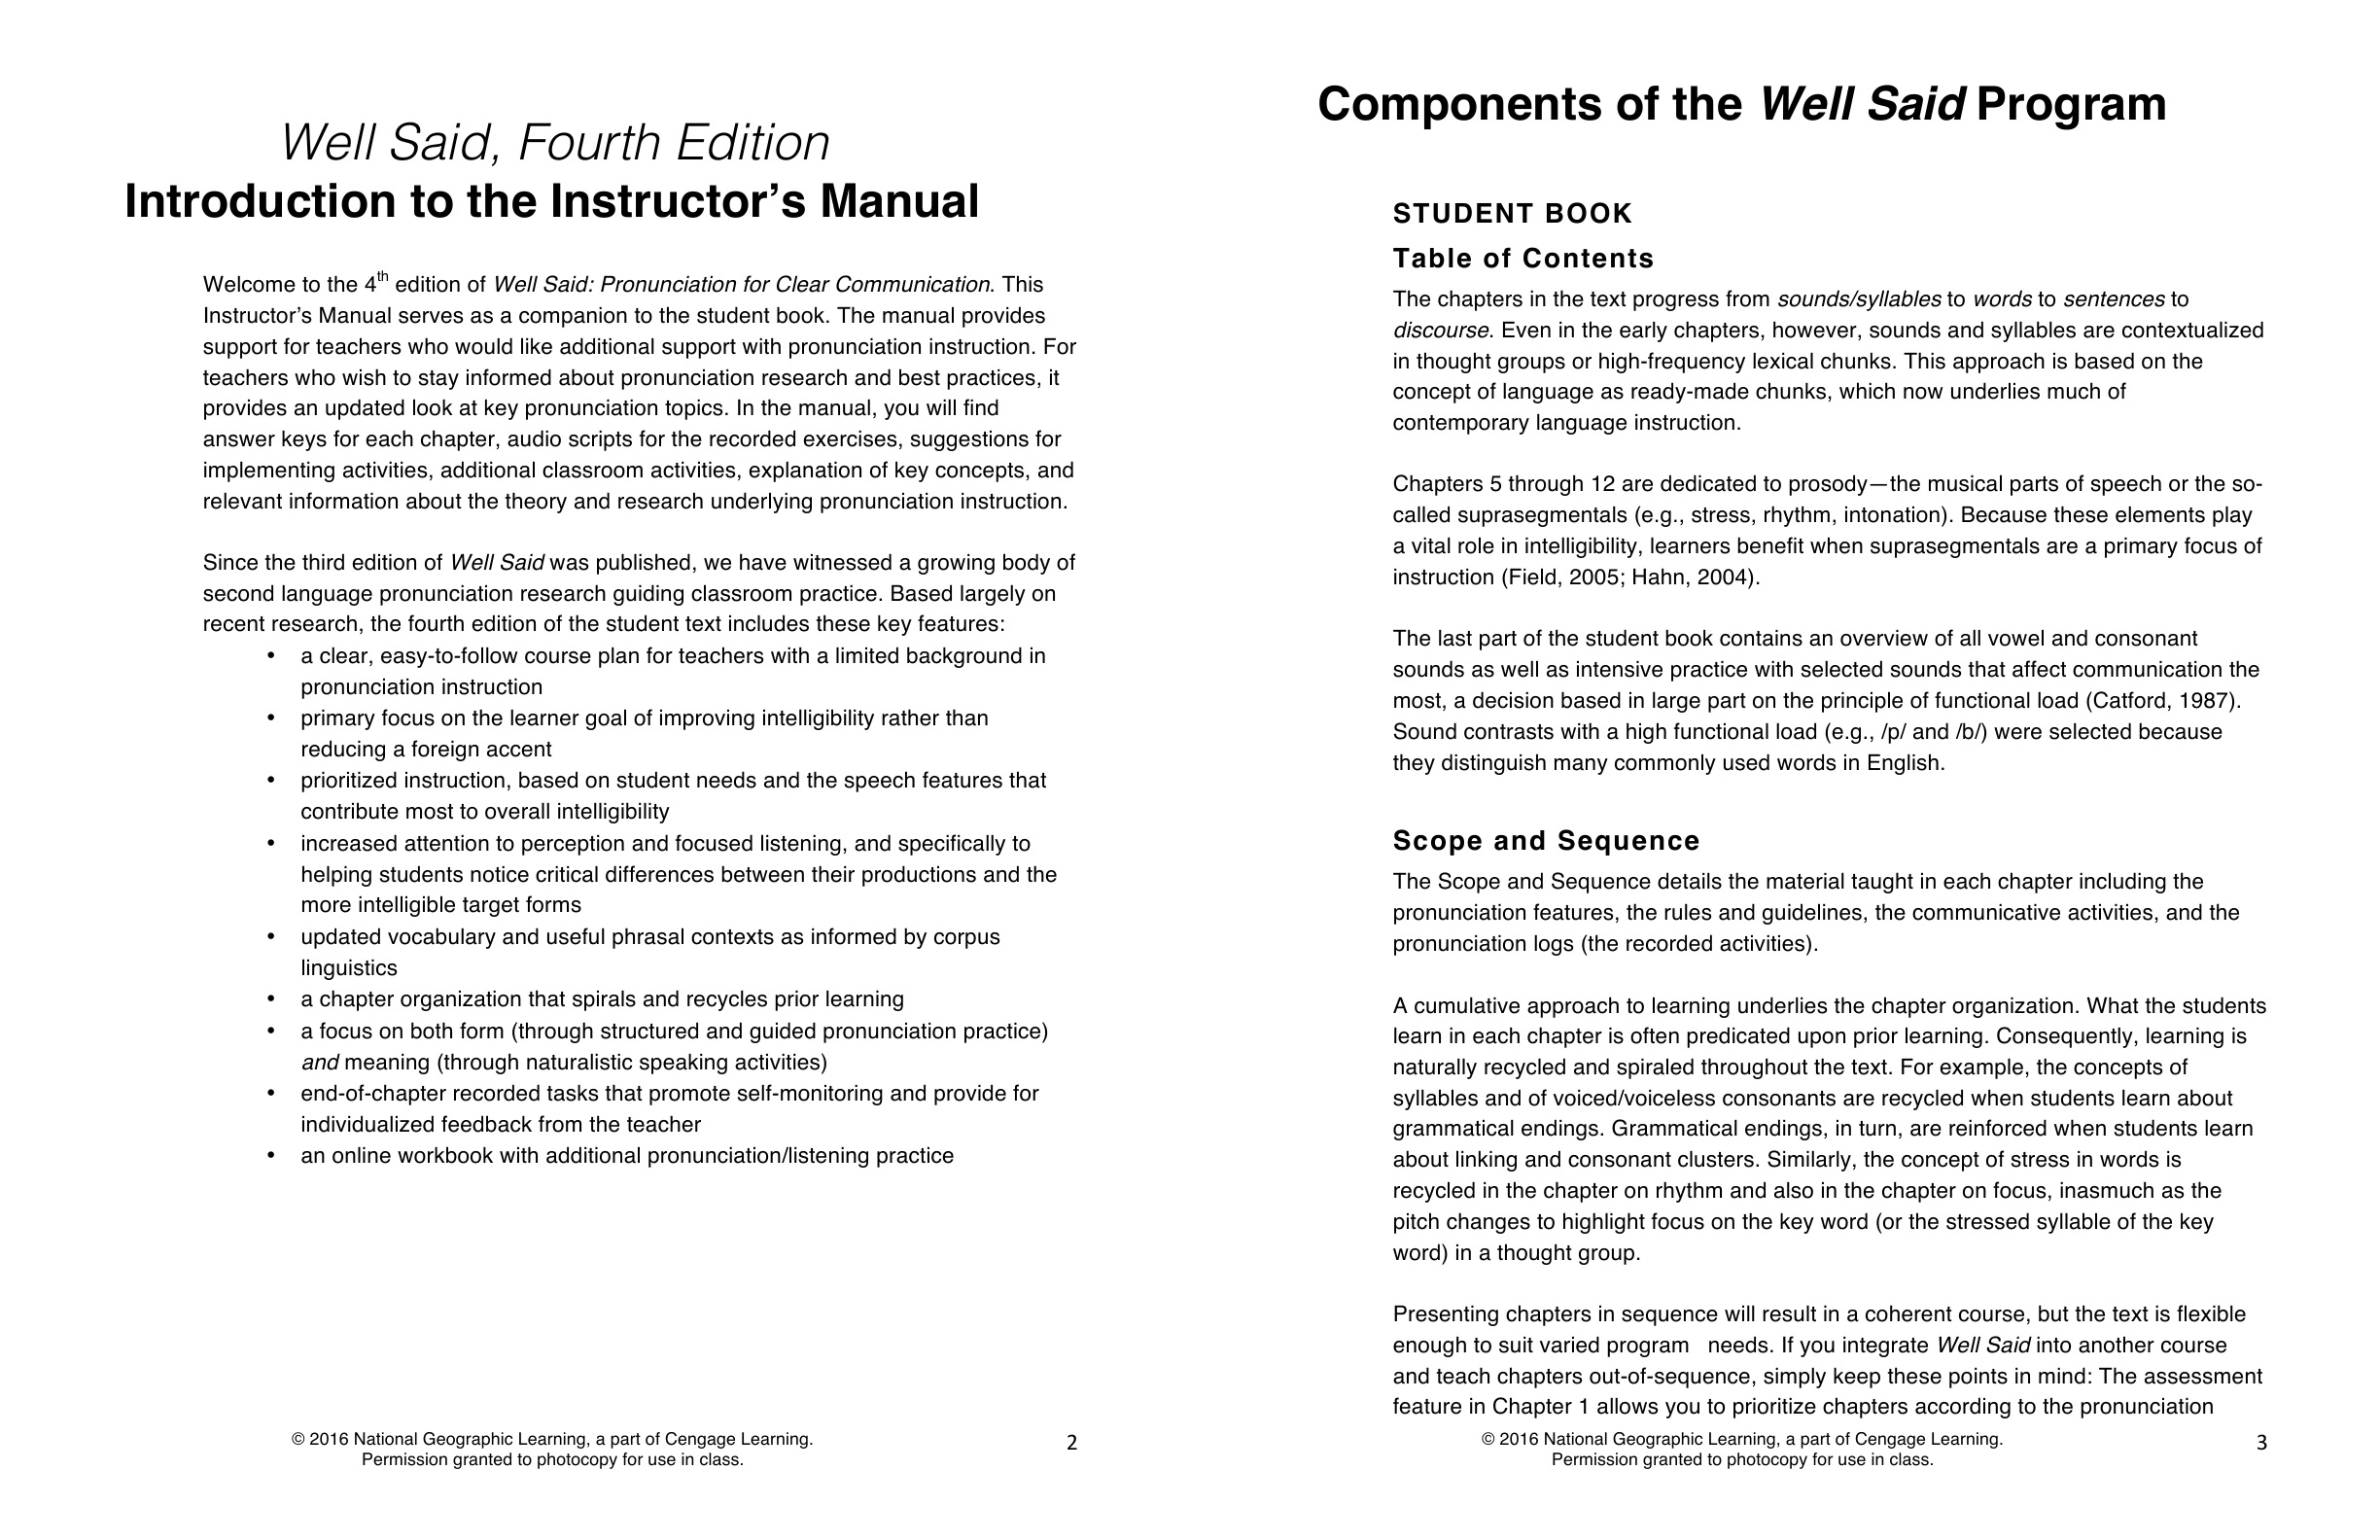 Well Said, Fourth Edition
Introduction to the Instructor’s Manual
Welcome to the 4th edition of Well Said: Pronunciation for Clear Communication. This
Instructor’s Manual serves as a companion to the student book. The manual provides
support for teachers who would like additional support with pronunciation instruction. For
teachers who wish to stay informed about pronunciation research and best practices, it
provides an updated look at key pronunciation topics. In the manual, you will find
answer keys for each chapter, audio scripts for the recorded exercises, suggestions for
implementing activities, additional classroom activities, explanation of key concepts, and
relevant information about the theory and research underlying pronunciation instruction.
Since the third edition of Well Said was published, we have witnessed a growing body of
second language pronunciation research guiding classroom practice. Based largely on
recent research, the fourth edition of the student text includes these key features:
• a clear, easy-to-follow course plan for teachers with a limited background in
pronunciation instruction
• primary focus on the learner goal of improving intelligibility rather than
reducing a foreign accent
• prioritized instruction, based on student needs and the speech features that
contribute most to overall intelligibility
• increased attention to perception and focused listening, and specifically to
helping students notice critical differences between their productions and the
more intelligible target forms
• updated vocabulary and useful phrasal contexts as informed by corpus
linguistics
• a chapter organization that spirals and recycles prior learning
• a focus on both form (through structured and guided pronunciation practice)
and meaning (through naturalistic speaking activities)
• end-of-chapter recorded tasks that promote self-monitoring and provide for
individualized feedback from the teacher
• an online workbook with additional pronunciation/listening practice
© 2016 National Geographic Learning, a part of Cengage Learning.
Permission granted to photocopy for use in class.
2
Components of the Well Said Program
STUDENT BOOK
Table of Contents
The chapters in the text progress from sounds/syllables to words to sentences to
discourse. Even in the early chapters, however, sounds and syllables are contextualized
in thought groups or high-frequency lexical chunks. This approach is based on the
concept of language as ready-made chunks, which now underlies much of
contemporary language instruction.
Chapters 5 through 12 are dedicated to prosody—the musical parts of speech or the so-
called suprasegmentals (e.g., stress, rhythm, intonation). Because these elements play
a vital role in intelligibility, learners benefit when suprasegmentals are a primary focus of
instruction (Field, 2005; Hahn, 2004).
The last part of the student book contains an overview of all vowel and consonant
sounds as well as intensive practice with selected sounds that affect communication the
most, a decision based in large part on the principle of functional load (Catford, 1987).
Sound contrasts with a high functional load (e.g., /p/ and /b/) were selected because
they distinguish many commonly used words in English.
Scope and Sequence
The Scope and Sequence details the material taught in each chapter including the
pronunciation features, the rules and guidelines, the communicative activities, and the
pronunciation logs (the recorded activities).
A cumulative approach to learning underlies the chapter organization. What the students
learn in each chapter is often predicated upon prior learning. Consequently, learning is
naturally recycled and spiraled throughout the text. For example, the concepts of
syllables and of voiced/voiceless consonants are recycled when students learn about
grammatical endings. Grammatical endings, in turn, are reinforced when students learn
about linking and consonant clusters. Similarly, the concept of stress in words is
recycled in the chapter on rhythm and also in the chapter on focus, inasmuch as the
pitch changes to highlight focus on the key word (or the stressed syllable of the key
word) in a thought group.
Presenting chapters in sequence will result in a coherent course, but the text is flexible
enough to suit varied program needs. If you integrate Well Said into another course
and teach chapters out-of-sequence, simply keep these points in mind: The assessment
feature in Chapter 1 allows you to prioritize chapters according to the pronunciation
© 2016 National Geographic Learning, a part of Cengage Learning.
Permission granted to photocopy for use in class.
3